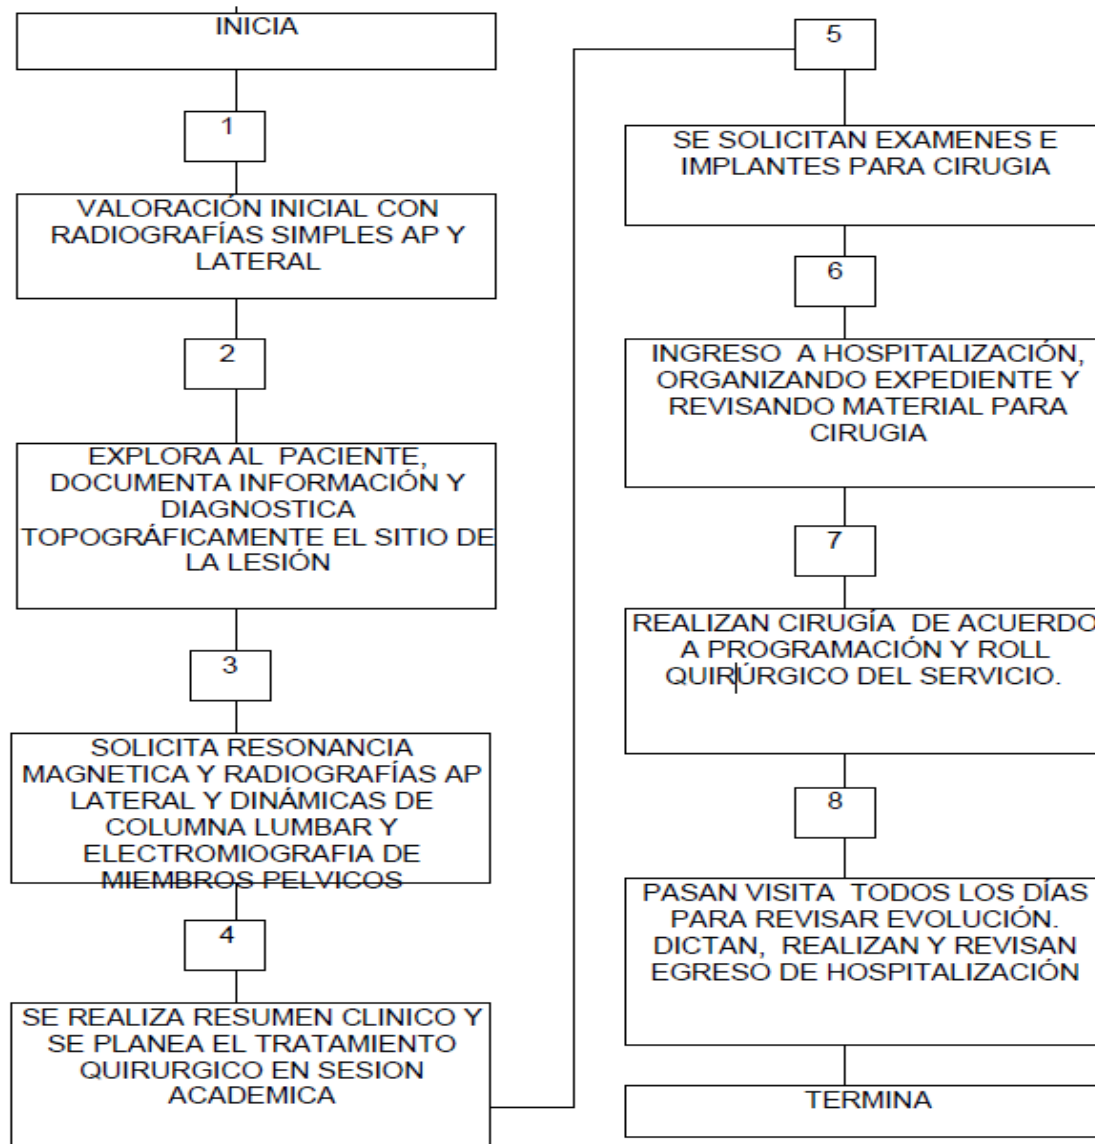 INICIA
1
VALORACIÓN INICIAL CON
RADIOGRAFÍAS SIMPLES AP Y
LATERAL
2
EXPLORA AL PACIENTE,
DOCUMENTA INFORMACIÓN Y
DIAGNOSTICA
TOPOGRÁFICAMENTE EL SITIO DE
LA LESIÓN
3
SOLICITA RESONANCIA
MAGNETICA Y RADIOGRAFÍAS AP
LATERAL Y DINÁMICAS DE
COLUMNA LUMBAR Y
ELECTROMIOGRAFIA DE
MIEMBROS PELVICOS
4
SE REALIZA RESUMEN CLINICO Y
SE PLANEA EL TRATAMIENTO
QUIRURGICO EN SESION
ACADEMICA
5
SE SOLICITAN EXAMENES E
IMPLANTES PARA CIRUGIA
6
INGRESO A HOSPITALIZACIÓN,
ORGANIZANDO EXPEDIENTE Y
REVISANDO MATERIAL PARA
CIRUGIA
7
REALIZAN CIRUGÍA DE ACUERDO
A PROGRAMACIÓN Y ROLL
QUIRÚRGICO DEL SERVICIO.
8
PASAN VISITA TODOS LOS DÍAS
PARA REVISAR EVOLUCIÓN.
DICTAN, REALIZAN Y REVISAN
EGRESO DE HOSPITALIZACIÓN
TERMINA